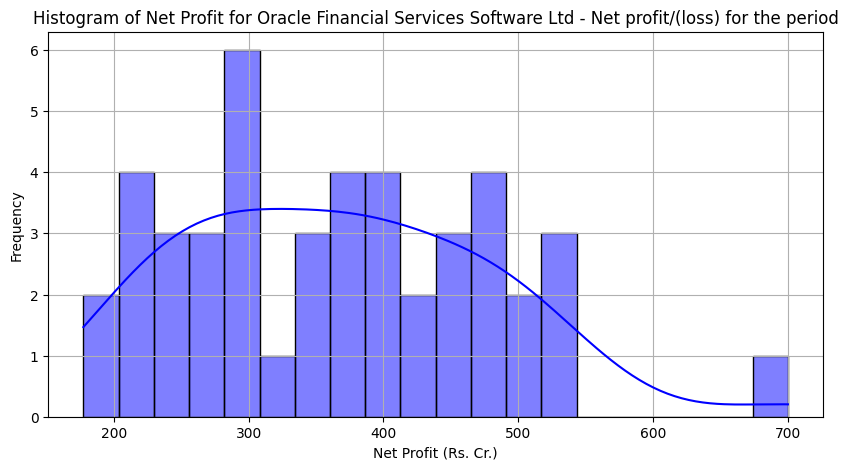 Histogram of Net Profit for Oracle Financial Services Software Ltd - Net profit/(loss) for the period
6
5
4
3
2
1
0
Frequency
200 300 400 500 600 700
Net Profit (Rs. Cr.)